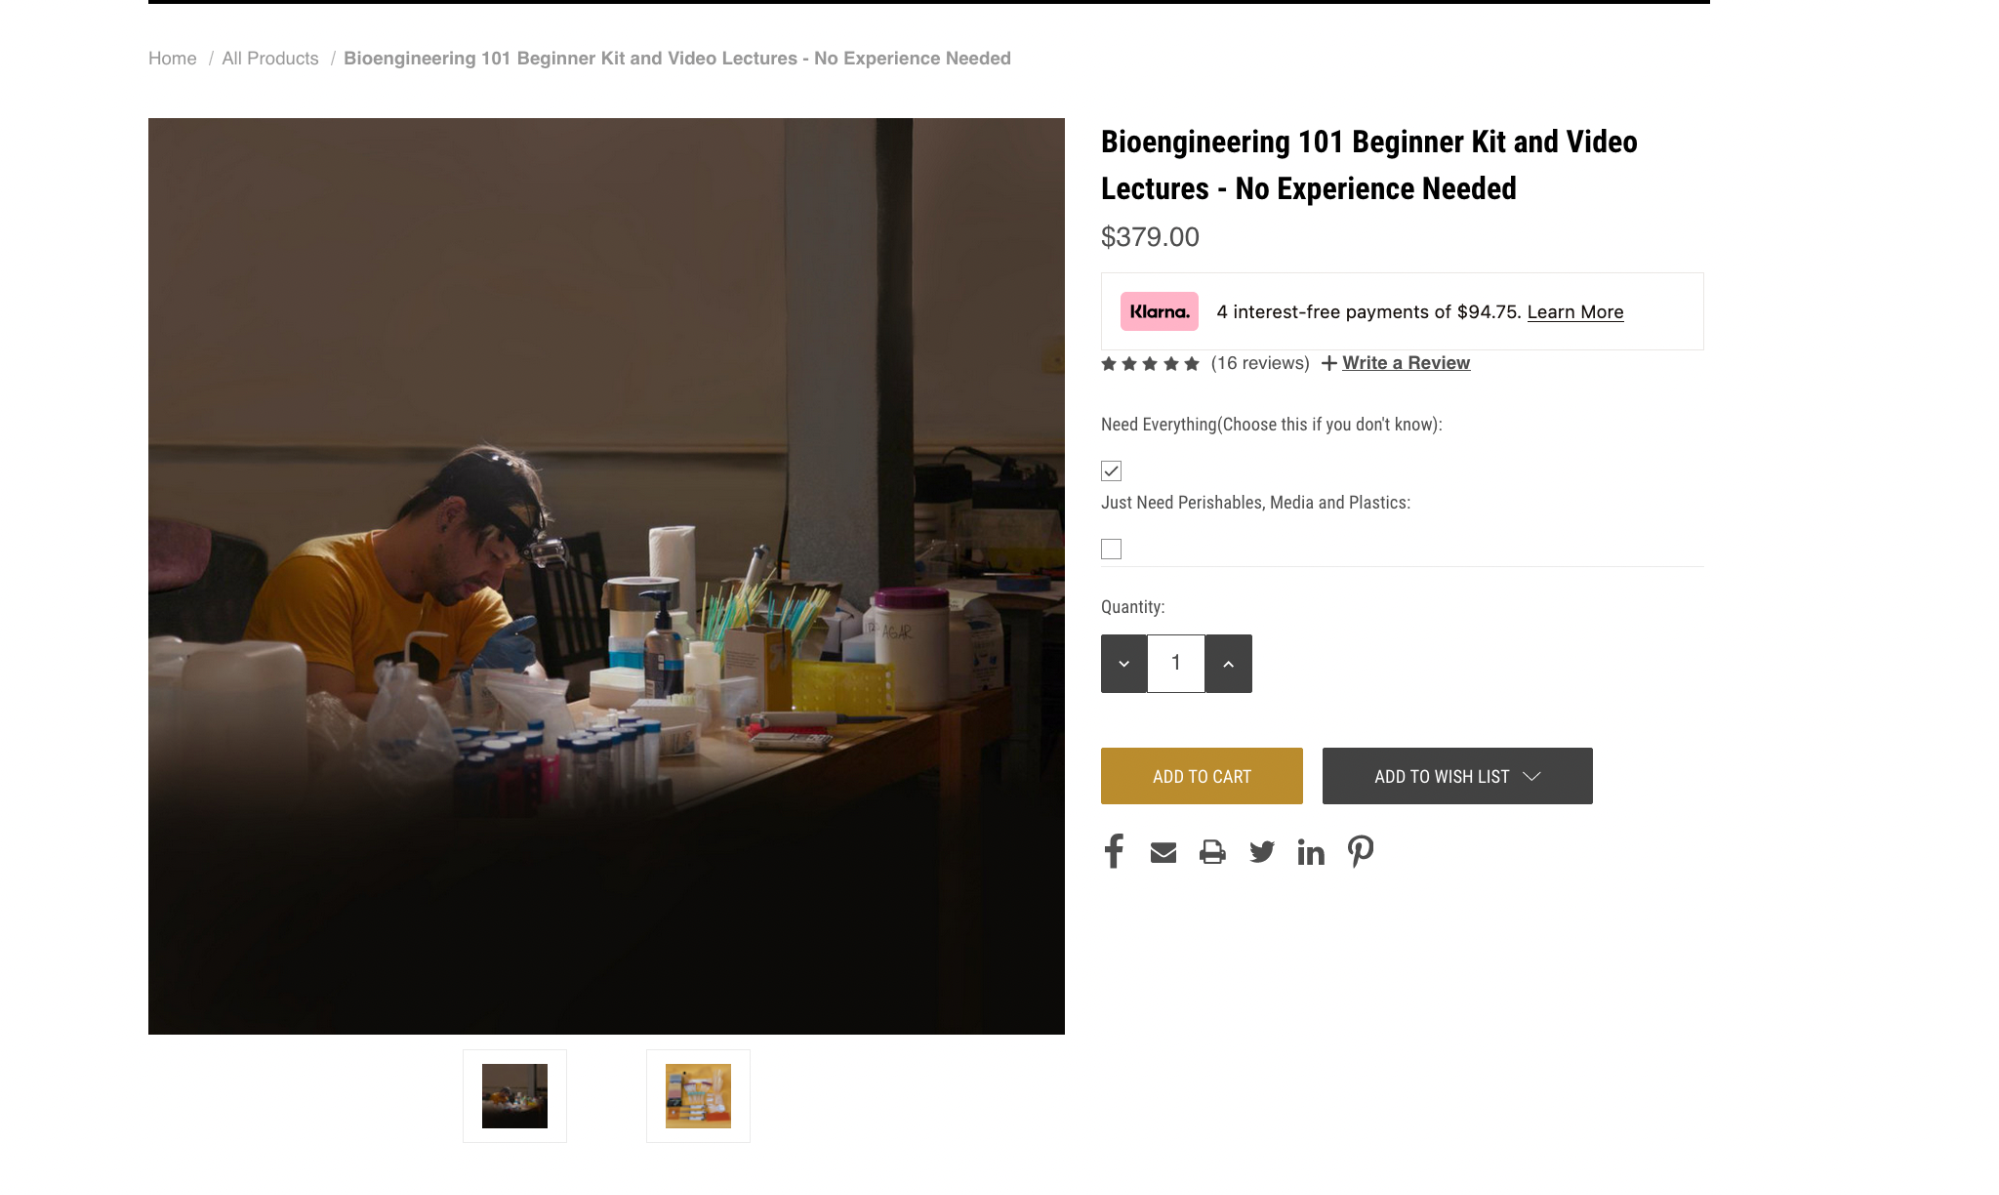 Home / All Products / Bioengineering 101 Beginner Kit and Video Lectures - No Experience Needed
Bioengineering 101 Beginner Kit and Video
Lectures - No Experience Needed
$379.00
Klarna. 4 interest-free payments of $94.75. Learn More
(16 reviews) + Write a Review
Need Everything(Choose this if you don't know):
Just Need Perishables, Media and Plastics:
Quantity:
1
ADD TO CART
ADD TO WISH LIST
AGAR